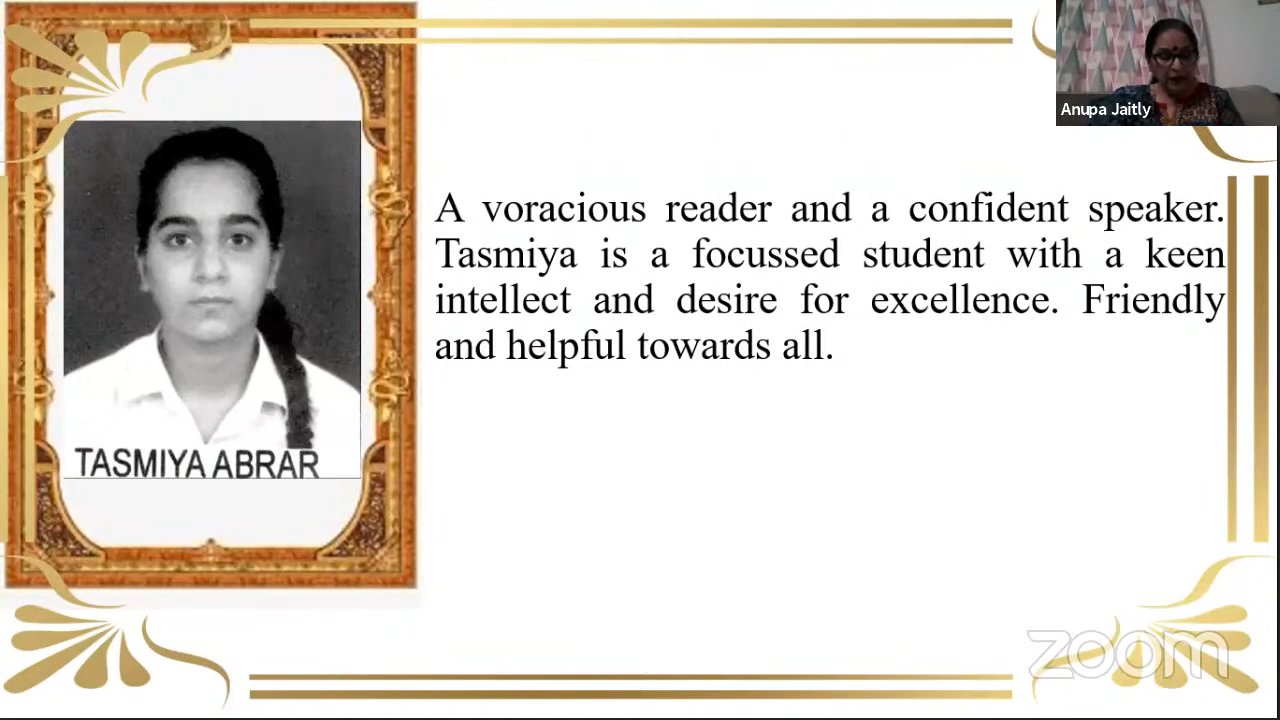 Anupa Jaitly
A voracious reader and a confident speaker.
Tasmiya is a focussed student with a keen
intellect and desire for excellence. Friendly
and helpful towards all.
TASMIYA ABRAR
zoom